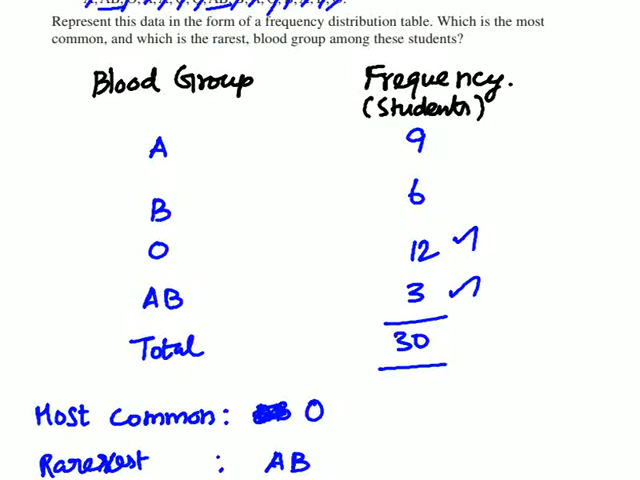 Represent this data in the form of a frequency distribution table. Which is the most
common, and which is the rarest, blood group among these students?
Blood Group Frequency.
(Students)
A 9
B 6
O 12
AB 3
Total 30
Most Common: O
Rarest : AB